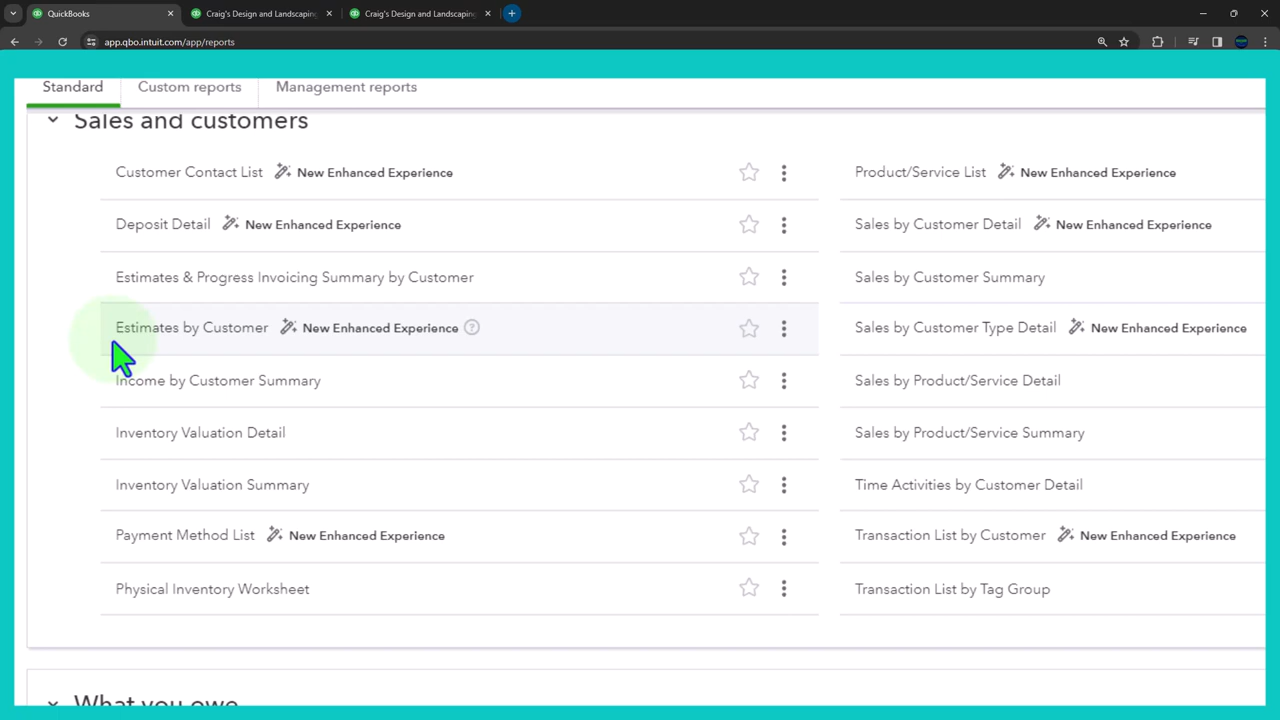 QuickBooks
Craig's Design and Landscaping
Craig's Design and Landscaping
app.qbo.intuit.com/app/reports
Standard
Custom reports
Management reports
Sales and customers
Customer Contact List New Enhanced Experience
Deposit Detail New Enhanced Experience
Estimates & Progress Invoicing Summary by Customer
Estimates by Customer New Enhanced Experience ?
Income by Customer Summary
Inventory Valuation Detail
Inventory Valuation Summary
Payment Method List New Enhanced Experience
Physical Inventory Worksheet
Product/Service List New Enhanced Experience
Sales by Customer Detail New Enhanced Experience
Sales by Customer Summary
Sales by Customer Type Detail New Enhanced Experience
Sales by Product/Service Detail
Sales by Product/Service Summary
Time Activities by Customer Detail
Transaction List by Customer New Enhanced Experience
Transaction List by Tag Group
What you owe